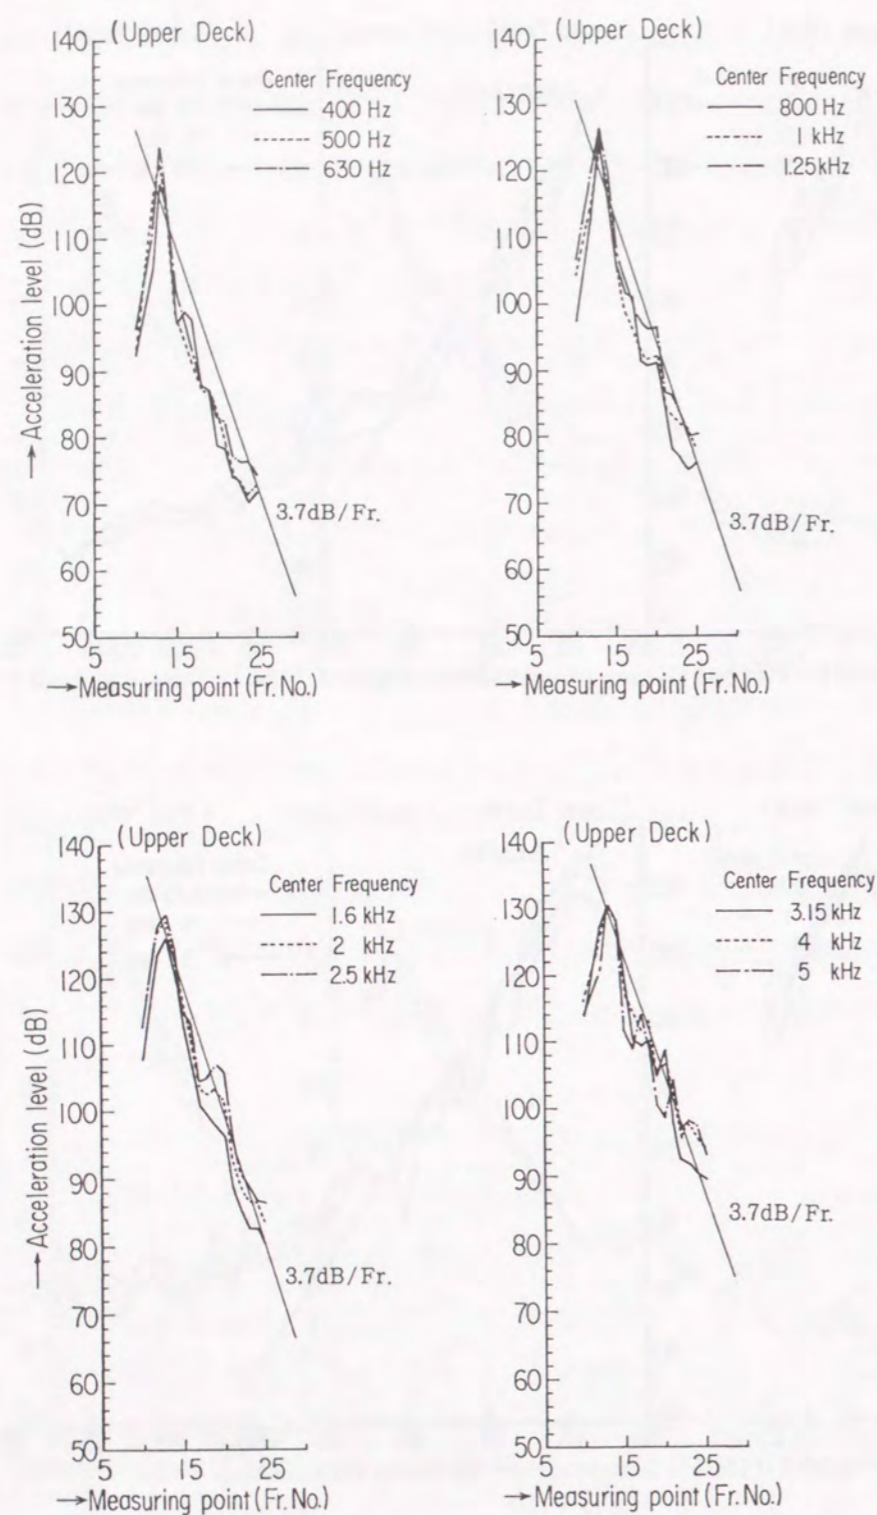 (Upper Deck)
Center Frequency
400 Hz
500 Hz
630 Hz
140
130
120
110
100
90
80
70
60
50
→ Acceleration level (dB)
3.7dB/Fr.
5
15
25
→Measuring point (Fr. No.)
(Upper Deck)
Center Frequency
800 Hz
1 kHz
1.25kHz
140
130
120
110
100
90
80
70
60
50
3.7dB/Fr.
5
15
25
→Measuring point (Fr. No.)
(Upper Deck)
Center Frequency
1.6 kHz
2 kHz
2.5 kHz
140
130
120
110
100
90
80
70
60
50
→ Acceleration level (dB)
3.7dB/Fr.
5
15
25
→Measuring point (Fr. No.)
(Upper Deck)
Center Frequency
3.15 kHz
4 kHz
5 kHz
140
130
120
110
100
90
80
70
60
50
3.7dB/Fr.
5
15
25
→Measuring point (Fr. No.)